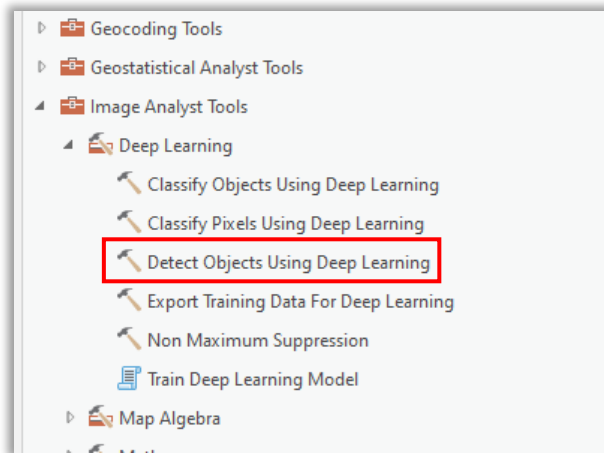 Geocoding Tools
Geostatistical Analyst Tools
Image Analyst Tools
Deep Learning
Classify Objects Using Deep Learning
Classify Pixels Using Deep Learning
Detect Objects Using Deep Learning
Export Training Data For Deep Learning
Non Maximum Suppression
Train Deep Learning Model
Map Algebra